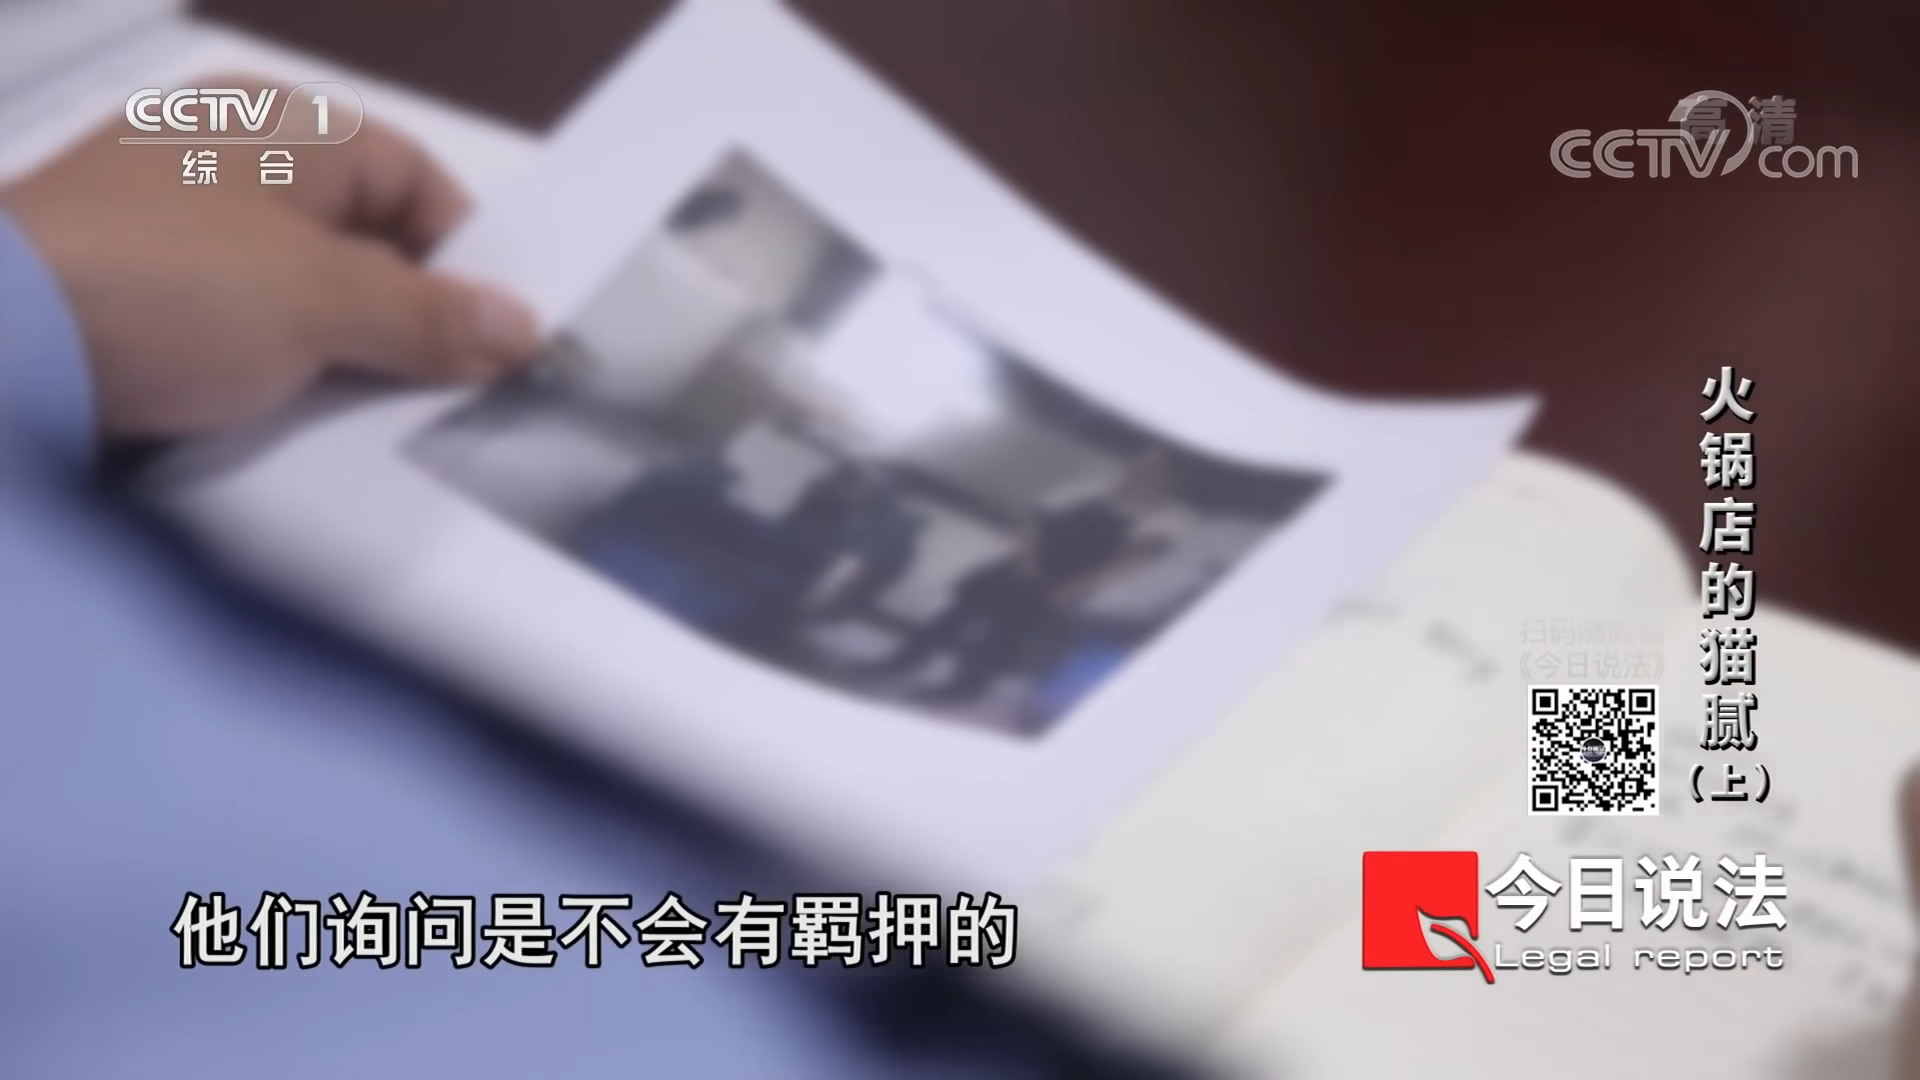 CCTV 1
综合
高清
CCTV com
火锅店的猫腻
（上）
《今日说法》
他们询问是不会有羁押的
今日说法
Legal report